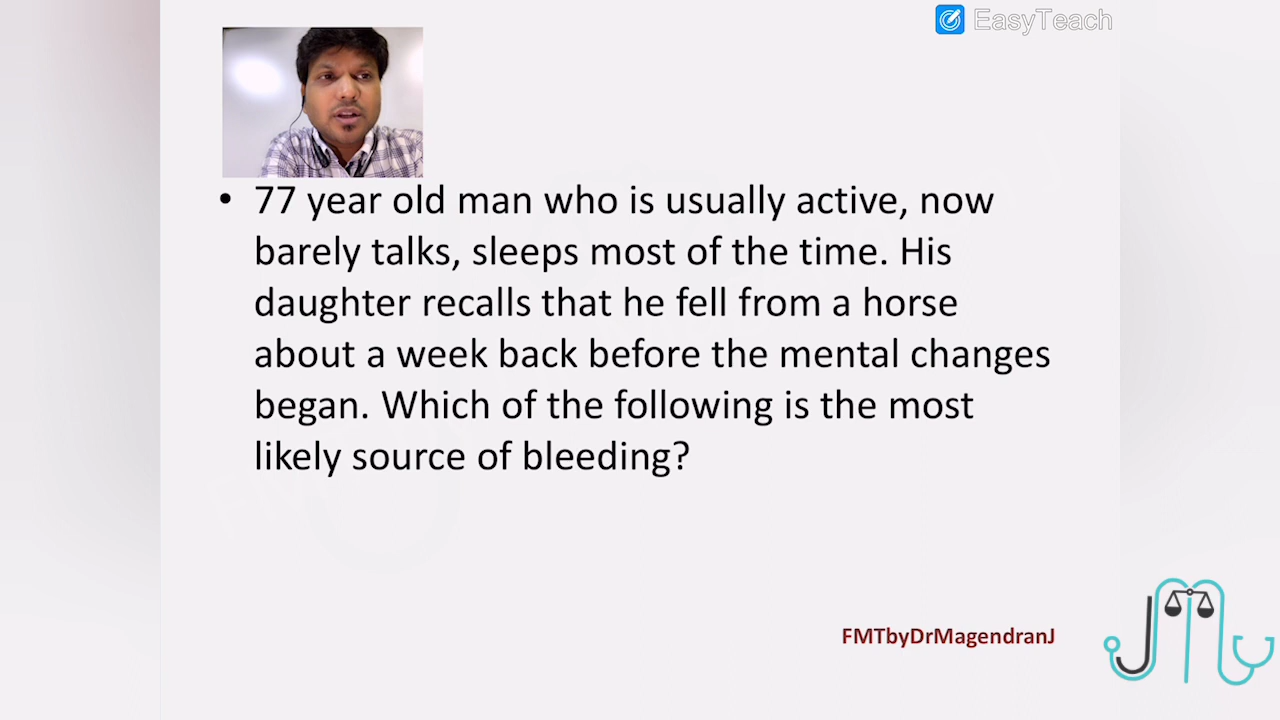 EasyTeach
• 77 year old man who is usually active, now
barely talks, sleeps most of the time. His
daughter recalls that he fell from a horse
about a week back before the mental changes
began. Which of the following is the most
likely source of bleeding?
FMTbyDrMagendranJ